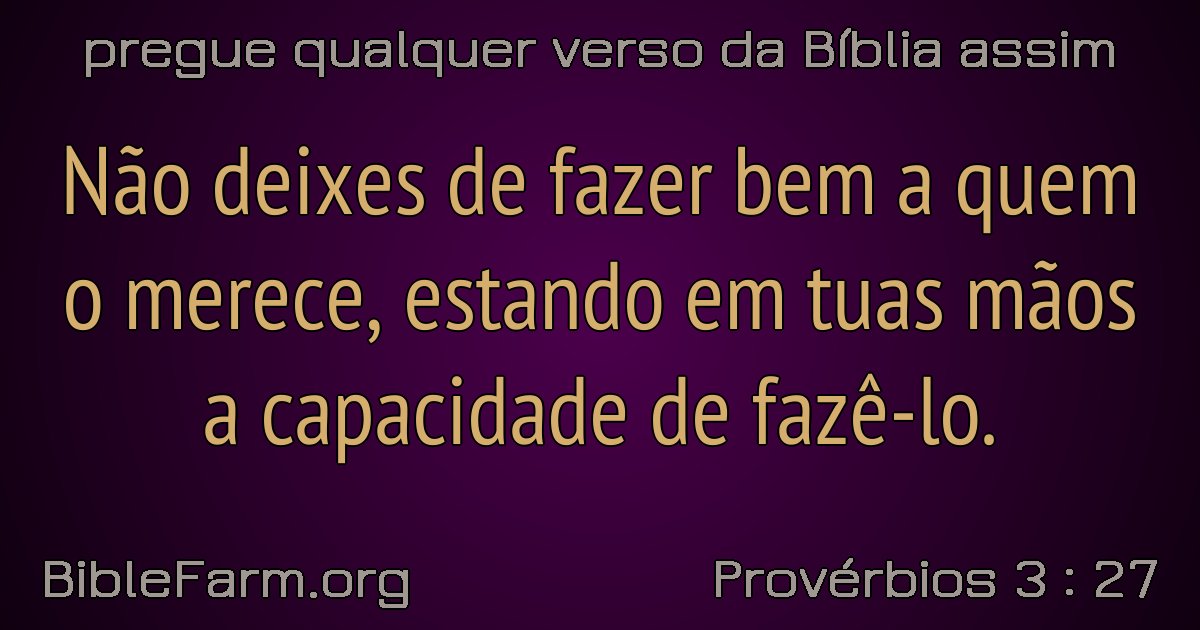 pregue qualquer verso da Bíblia assim
Não deixes de fazer bem a quem
o merece, estando em tuas mãos
a capacidade de fazê-lo.
BibleFarm.org
Provérbios 3 : 27